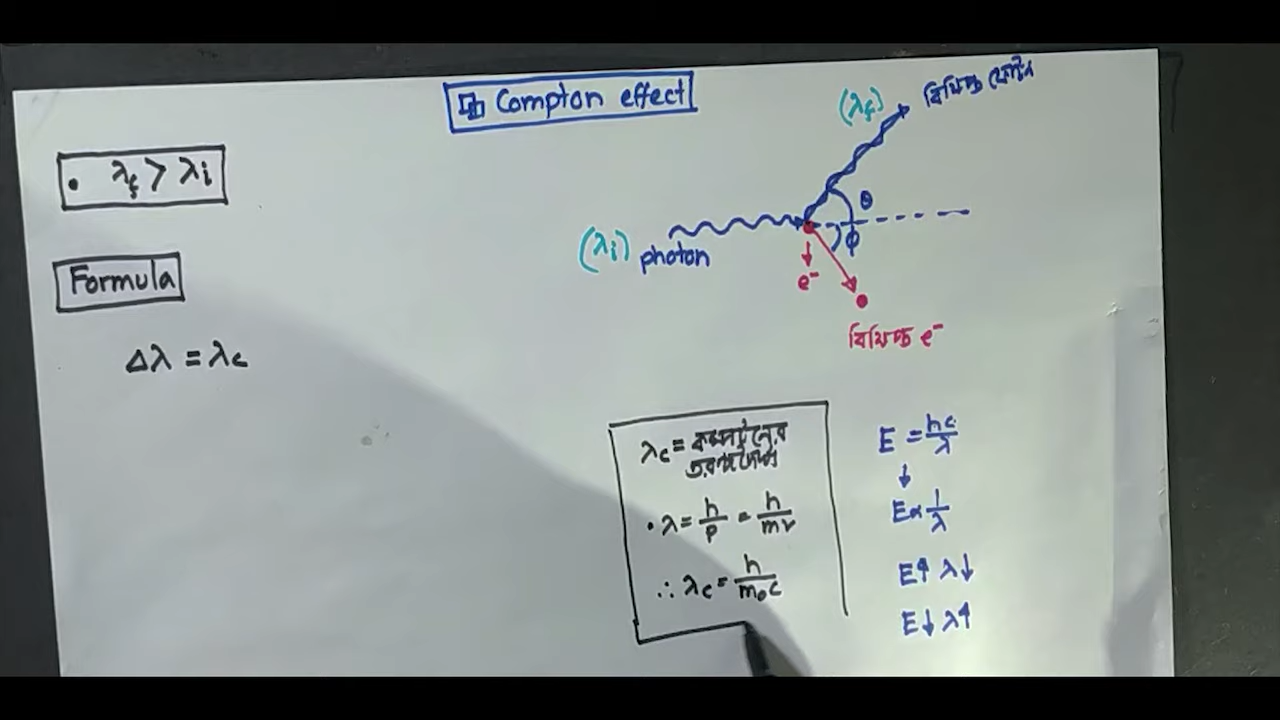 Compton effect
• λf > λi
Formula
Δλ = λc
(λf)
বিক্ষিপ্ত ফোটন
θ
(λi) photon
φ
e⁻
বিক্ষিপ্ত e⁻
λc = কম্পটনের
তরঙ্গদৈর্ঘ্য
• λ = h/p = h/mv
∴ λc = h/m₀c
E = hc/λ
↓
E∝ 1/λ
E↑ λ↓
E↓ λ↑